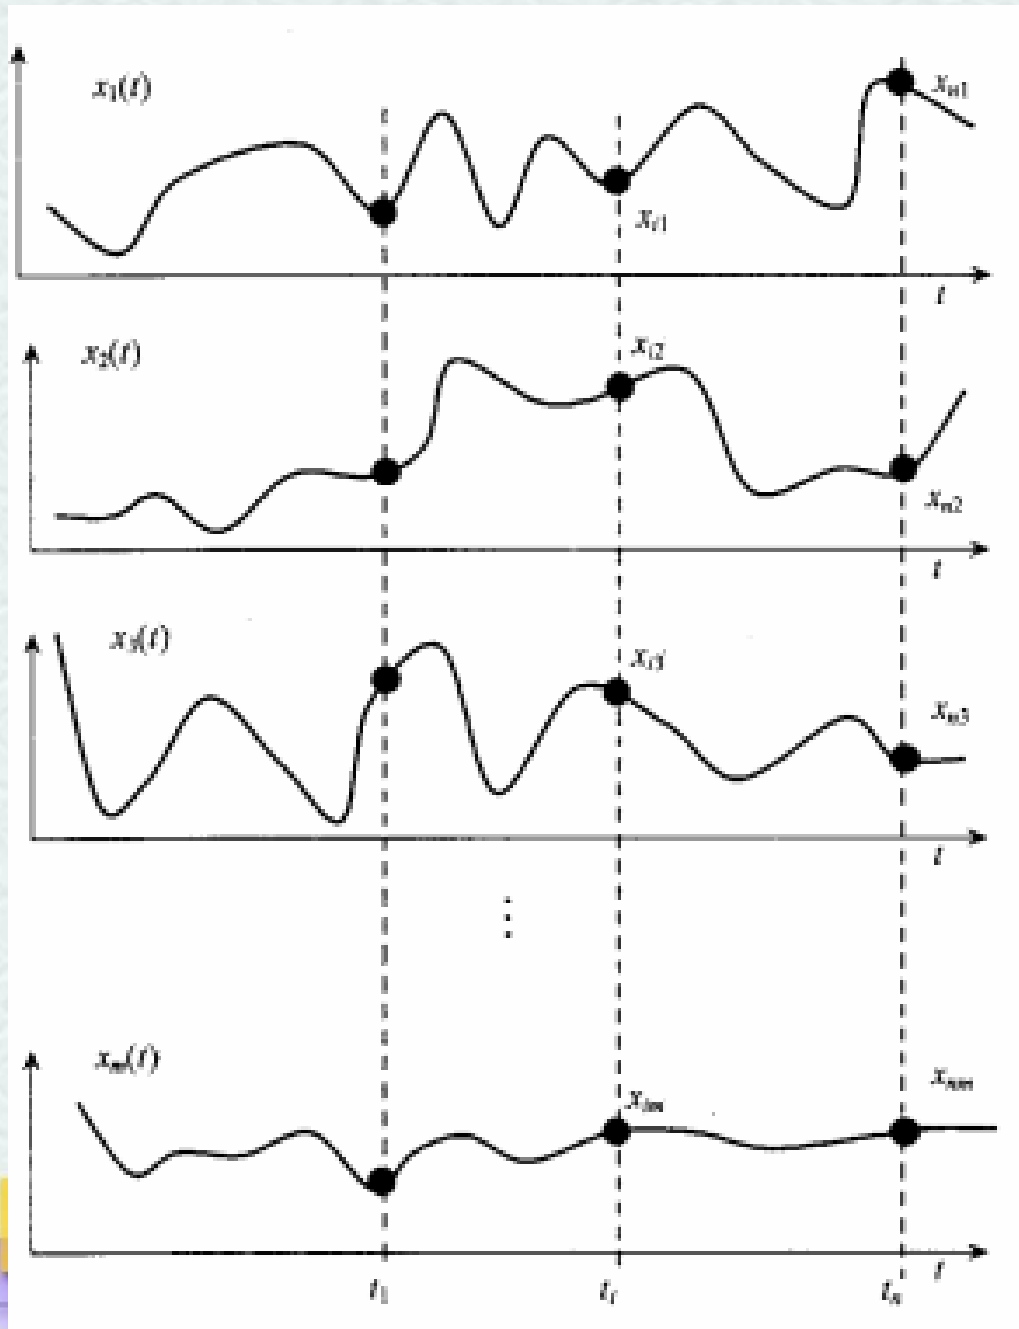 x₁(t)
xₙ₁
xᵢ₁
t
x₂(t)
xᵢ₂
xₙ₂
t
x₃(t)
xᵢ₃
xₙ₃
t
⋮
xₘ(t)
xᵢₘ
xₙₘ
t
t₁ tᵢ tₙ